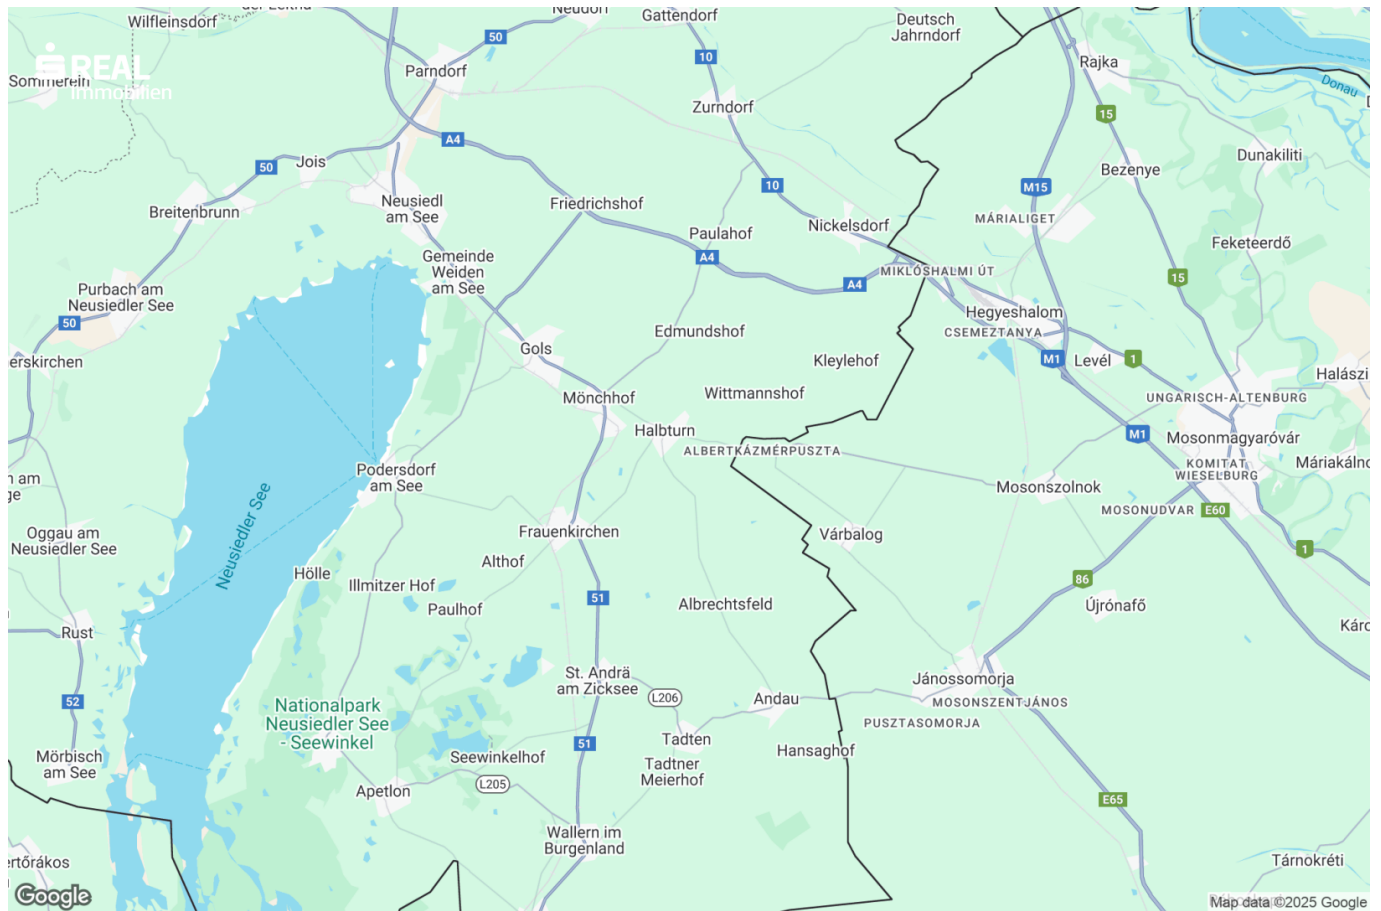 Wilfleinsdorf
Neudorf
Gattendorf
Deutsch
Jahrndorf
50
10
REAL
Immobilien
Sommerein
Parndorf
Rajka
Donau
Zurndorf
15
A4
50
Jois
Dunakiliti
Bezenye
10
M15
Neusiedl
am See
Friedrichshof
Breitenbrunn
Paulahof
Nickelsdorf
MÁRIALIGET
Feketeerdő
Gemeinde
Weiden
am See
A4
A4
MIKLÓSHALMI ÚT
15
Purbach am
Neusiedler See
50
Hegyeshalom
CSEMEZTANYA
Edmundshof
Gols
Kleylehof
M1
Levél
1
erskirchen
Halászi
Mönchhof
Wittmannshof
UNGARISCH-ALTENBURG
Halbturn
M1
Mosonmagyaróvár
ALBERTKÁZMÉRPUSZTA
KOMITAT
WIESELBURG
Máriakálno
Podersdorf
am See
Mosonszolnok
Neusiedler See
MOSONUDVAR
E60
Oggau am
Neusiedler See
Frauenkirchen
Várbalog
1
Althof
Hölle
Illmitzer Hof
86
51
Paulhof
Albrechtsfeld
Újrónafő
Rust
Káro
St. Andrä
am Zicksee
Jánossomorja
52
L206
Andau
MOSONSZENTJÁNOS
Nationalpark
Neusiedler See
- Seewinkel
PUSZTASOMORJA
51
Tadten
Hansaghof
Mörbisch
am See
Seewinkelhof
Tadtner
Meierhof
L205
Apetlon
E65
Wallern im
Burgenland
ertőrákos
Tárnokréti
Google
Map data ©2025 Google